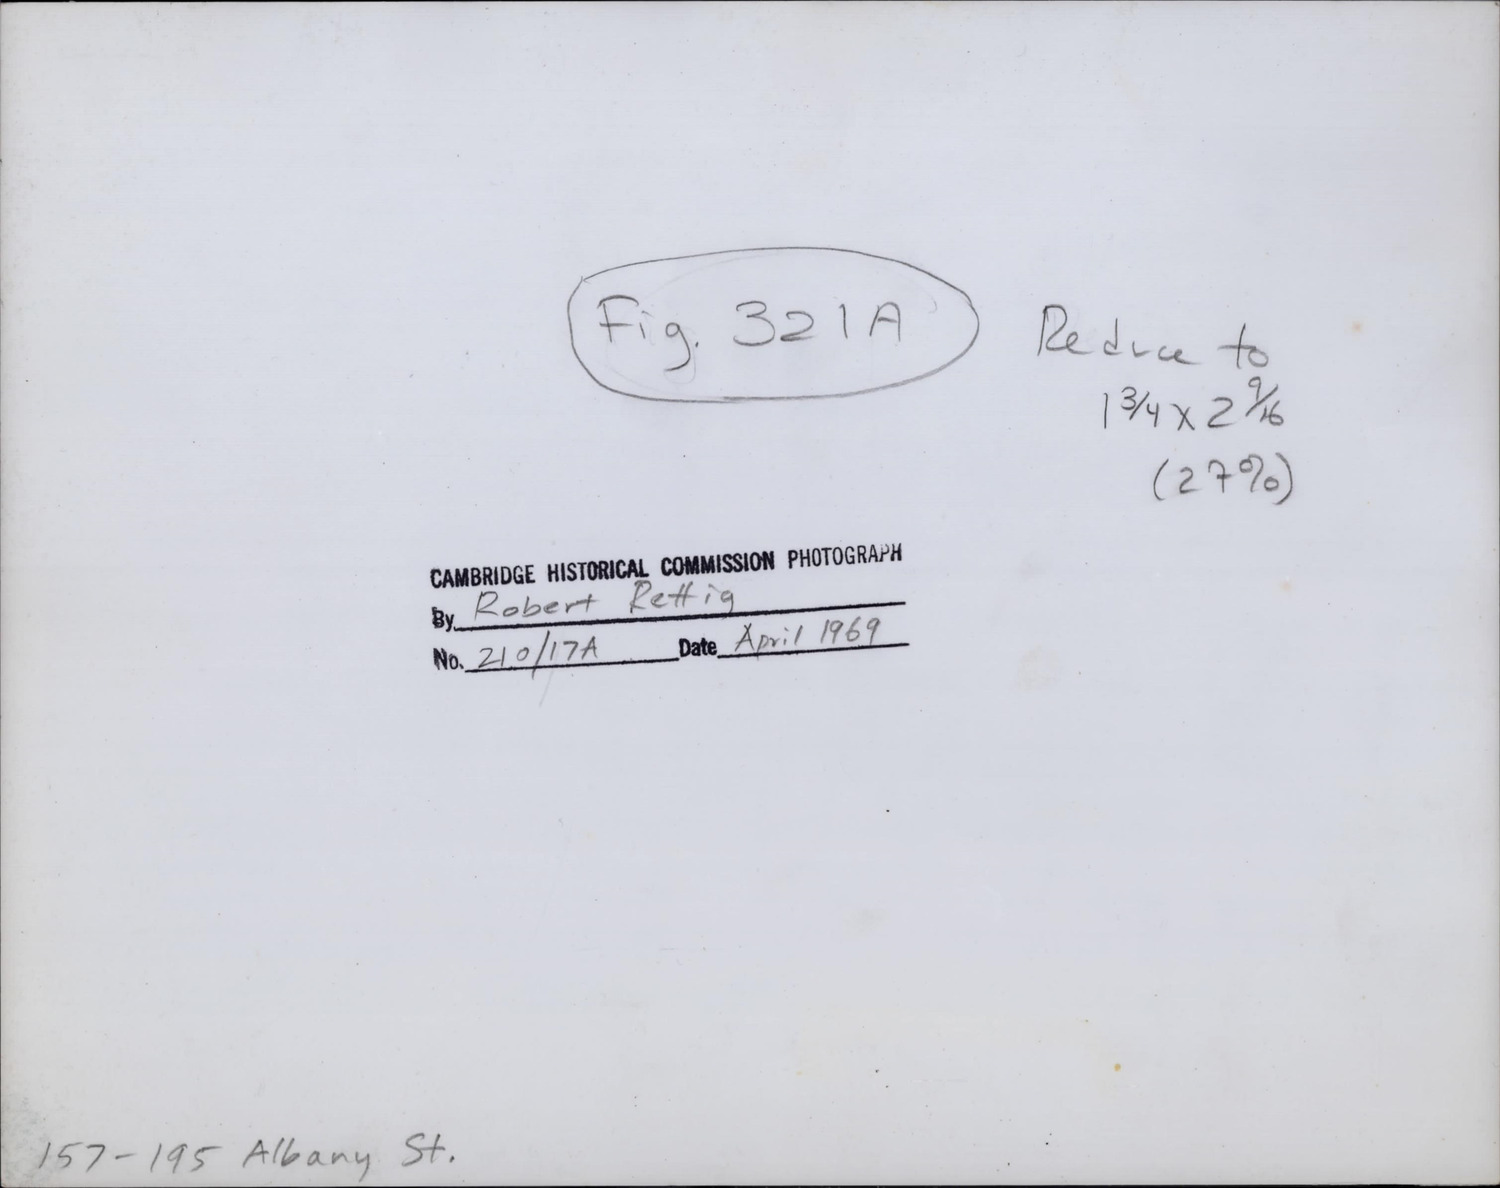 Fig. 321A
Reduce to
1 3/4 x 2 9/16
(27%)
CAMBRIDGE HISTORICAL COMMISSION PHOTOGRAPH
By Robert Rettig
No. 210/17A Date April 1969
157-195 Albany St.